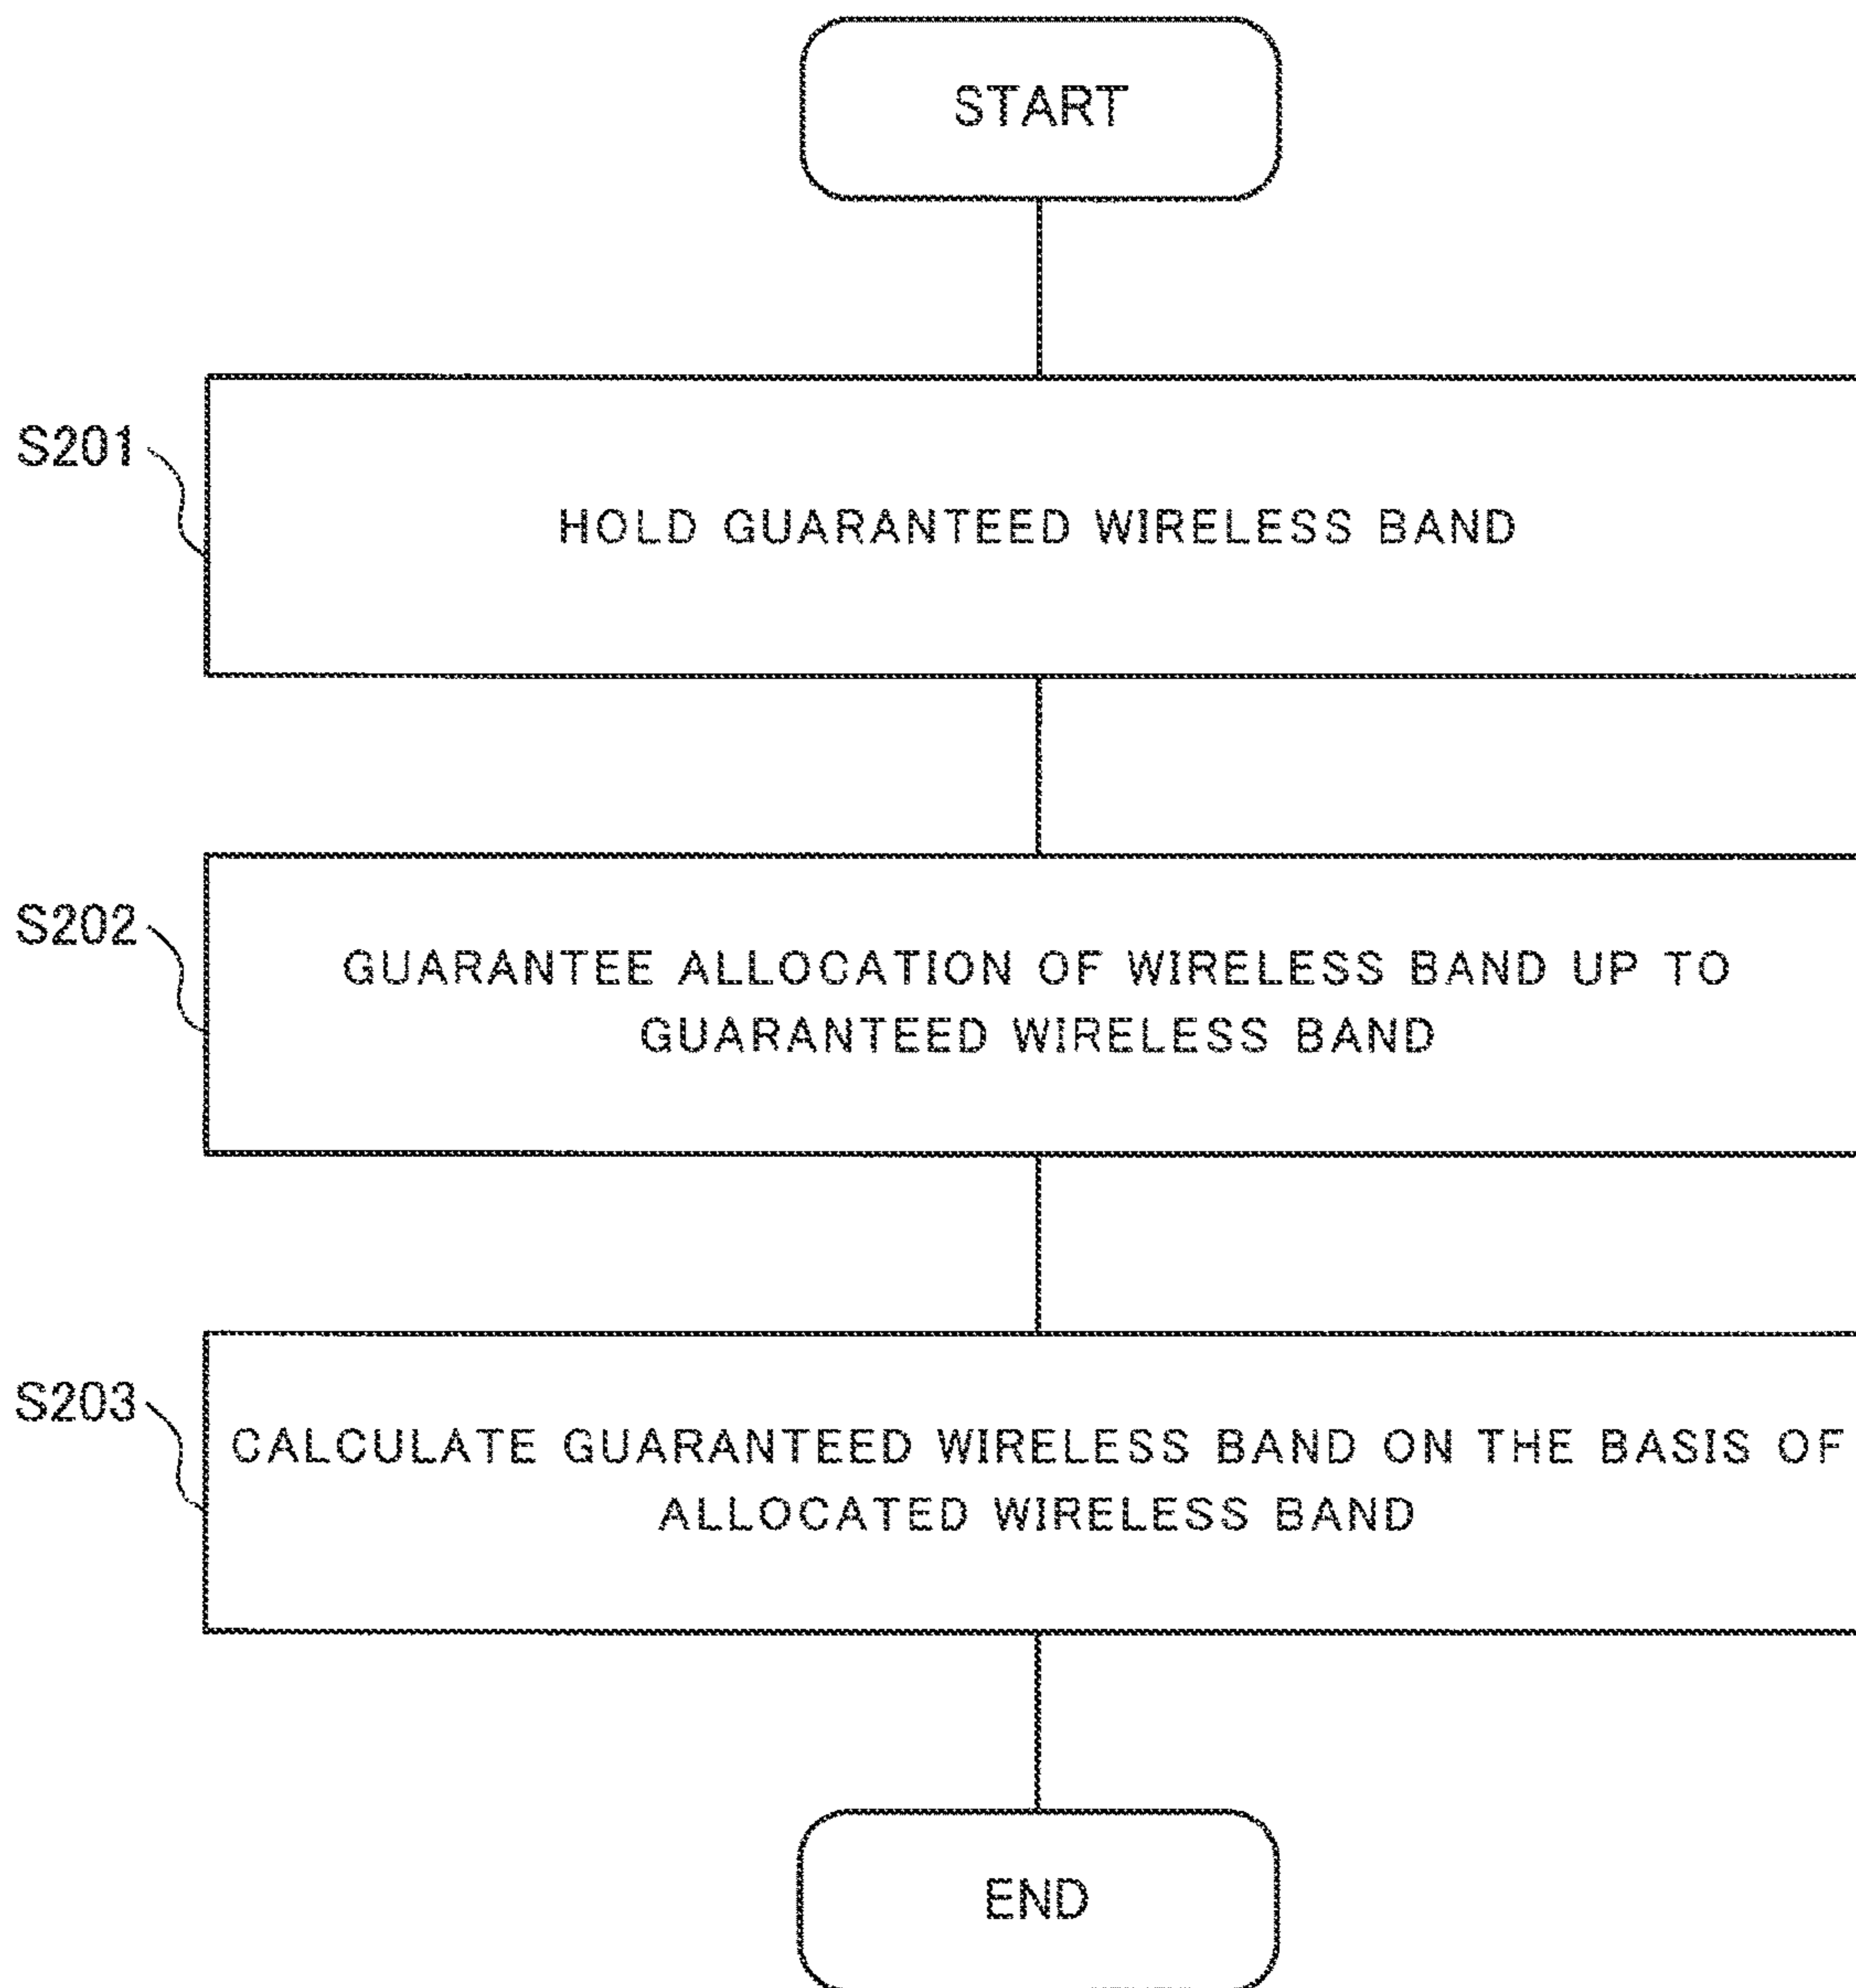 START
S201
HOLD GUARANTEED WIRELESS BAND
S202
GUARANTEE ALLOCATION OF WIRELESS BAND UP TO
GUARANTEED WIRELESS BAND
S203
CALCULATE GUARANTEED WIRELESS BAND ON THE BASIS OF
ALLOCATED WIRELESS BAND
END